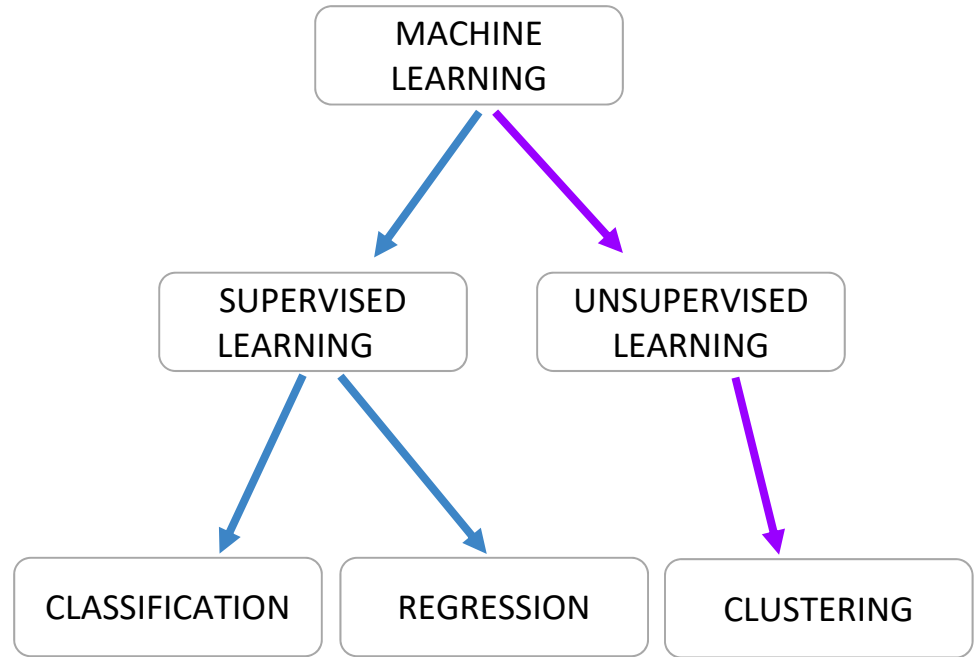 MACHINE
LEARNING
SUPERVISED
LEARNING
UNSUPERVISED
LEARNING
CLASSIFICATION
REGRESSION
CLUSTERING